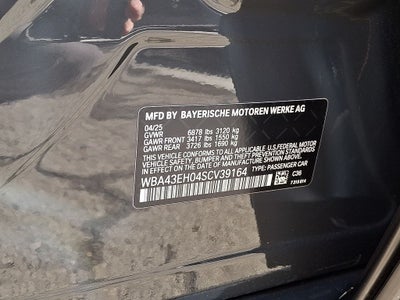 MFD BY BAYERISCHE MOTOREN WERKE AG
04/25
GVWR 6878 lbs 3120 kg
GAWR FRONT 3417 lbs 1550 kg
GAWR REAR 3726 lbs 1690 kg
THIS VEHICLE CONFORMS TO ALL APPLICABLE U.S. FEDERAL MOTOR
VEHICLE SAFETY, BUMPER, AND THEFT PREVENTION STANDARDS IN
EFFECT ON THE DATE OF MANUFACTURE SHOWN ABOVE.
WBA43EH04SCV39164 TYPE: PASSENGER CAR
C36